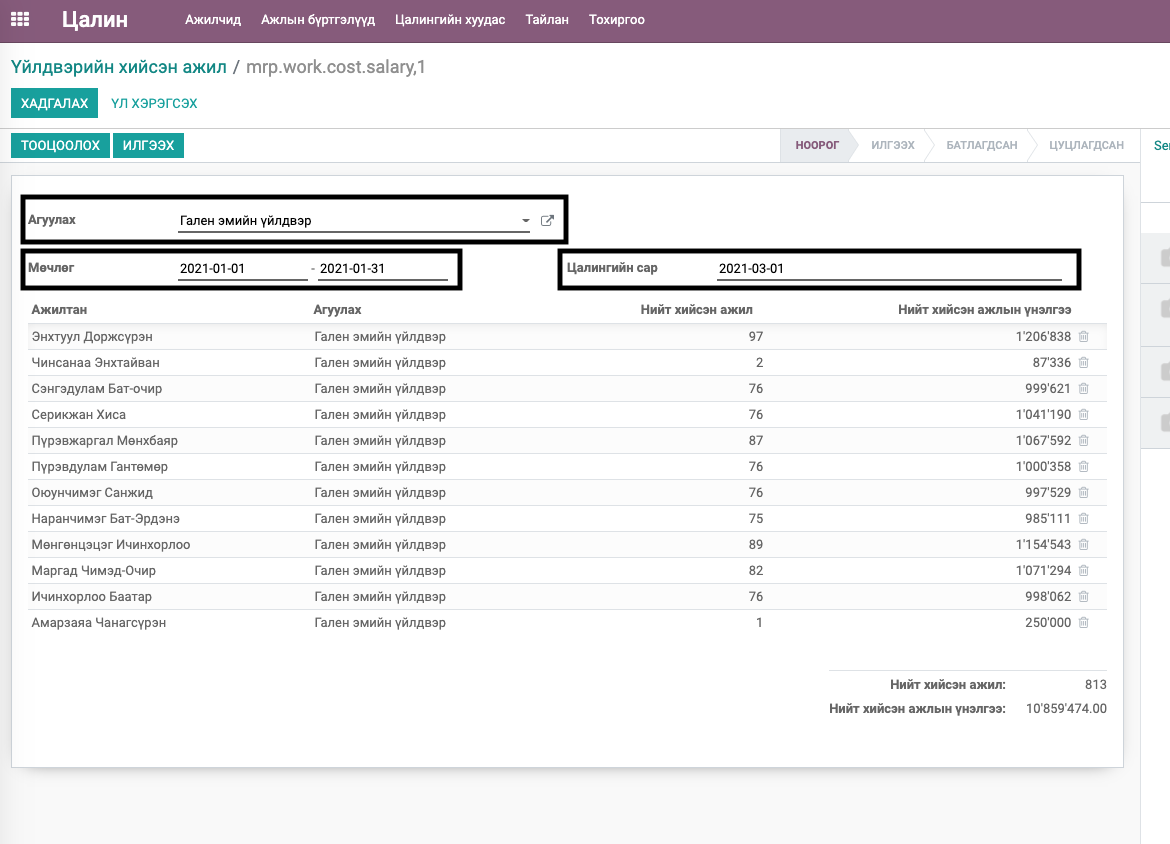 Цалин Ажилчид Ажлын бүртгэлүүд Цалингийн хуудас Тайлан Тохиргоо
Үйлдвэрийн хийсэн ажил / mrp.work.cost.salary,1
ХАДГАЛАХ ҮЛ ХЭРЭГСЭХ
ТООЦООЛОХ ИЛГЭЭХ НООРОГ ИЛГЭЭХ БАТЛАГДСАН ЦУЦЛАГДСАН
Агуулах Гален эмийн үйлдвэр
Мөчлөг 2021-01-01 - 2021-01-31 Цалингийн сар 2021-03-01
Ажилтан Агуулах Нийт хийсэн ажил Нийт хийсэн ажлын үнэлгээ
Энхтуул Доржсүрэн Гален эмийн үйлдвэр 97 1'206'838
Чинсанаа Энхтайван Гален эмийн үйлдвэр 2 87'336
Сэнгэдулам Бат-очир Гален эмийн үйлдвэр 76 999'621
Серикжан Хиса Гален эмийн үйлдвэр 76 1'041'190
Пүрэвжаргал Мөнхбаяр Гален эмийн үйлдвэр 87 1'067'592
Пүрэвдулам Гантөмөр Гален эмийн үйлдвэр 76 1'000'358
Оюунчимэг Санжид Гален эмийн үйлдвэр 76 997'529
Наранчимэг Бат-Эрдэнэ Гален эмийн үйлдвэр 75 985'111
Мөнгөнцэцэг Ичинхорлоо Гален эмийн үйлдвэр 89 1'154'543
Маргад Чимэд-Очир Гален эмийн үйлдвэр 82 1'071'294
Ичинхорлоо Баатар Гален эмийн үйлдвэр 76 998'062
Амарзаяа Чанагсүрэн Гален эмийн үйлдвэр 1 250'000
Нийт хийсэн ажил: 813
Нийт хийсэн ажлын үнэлгээ: 10'859'474.00